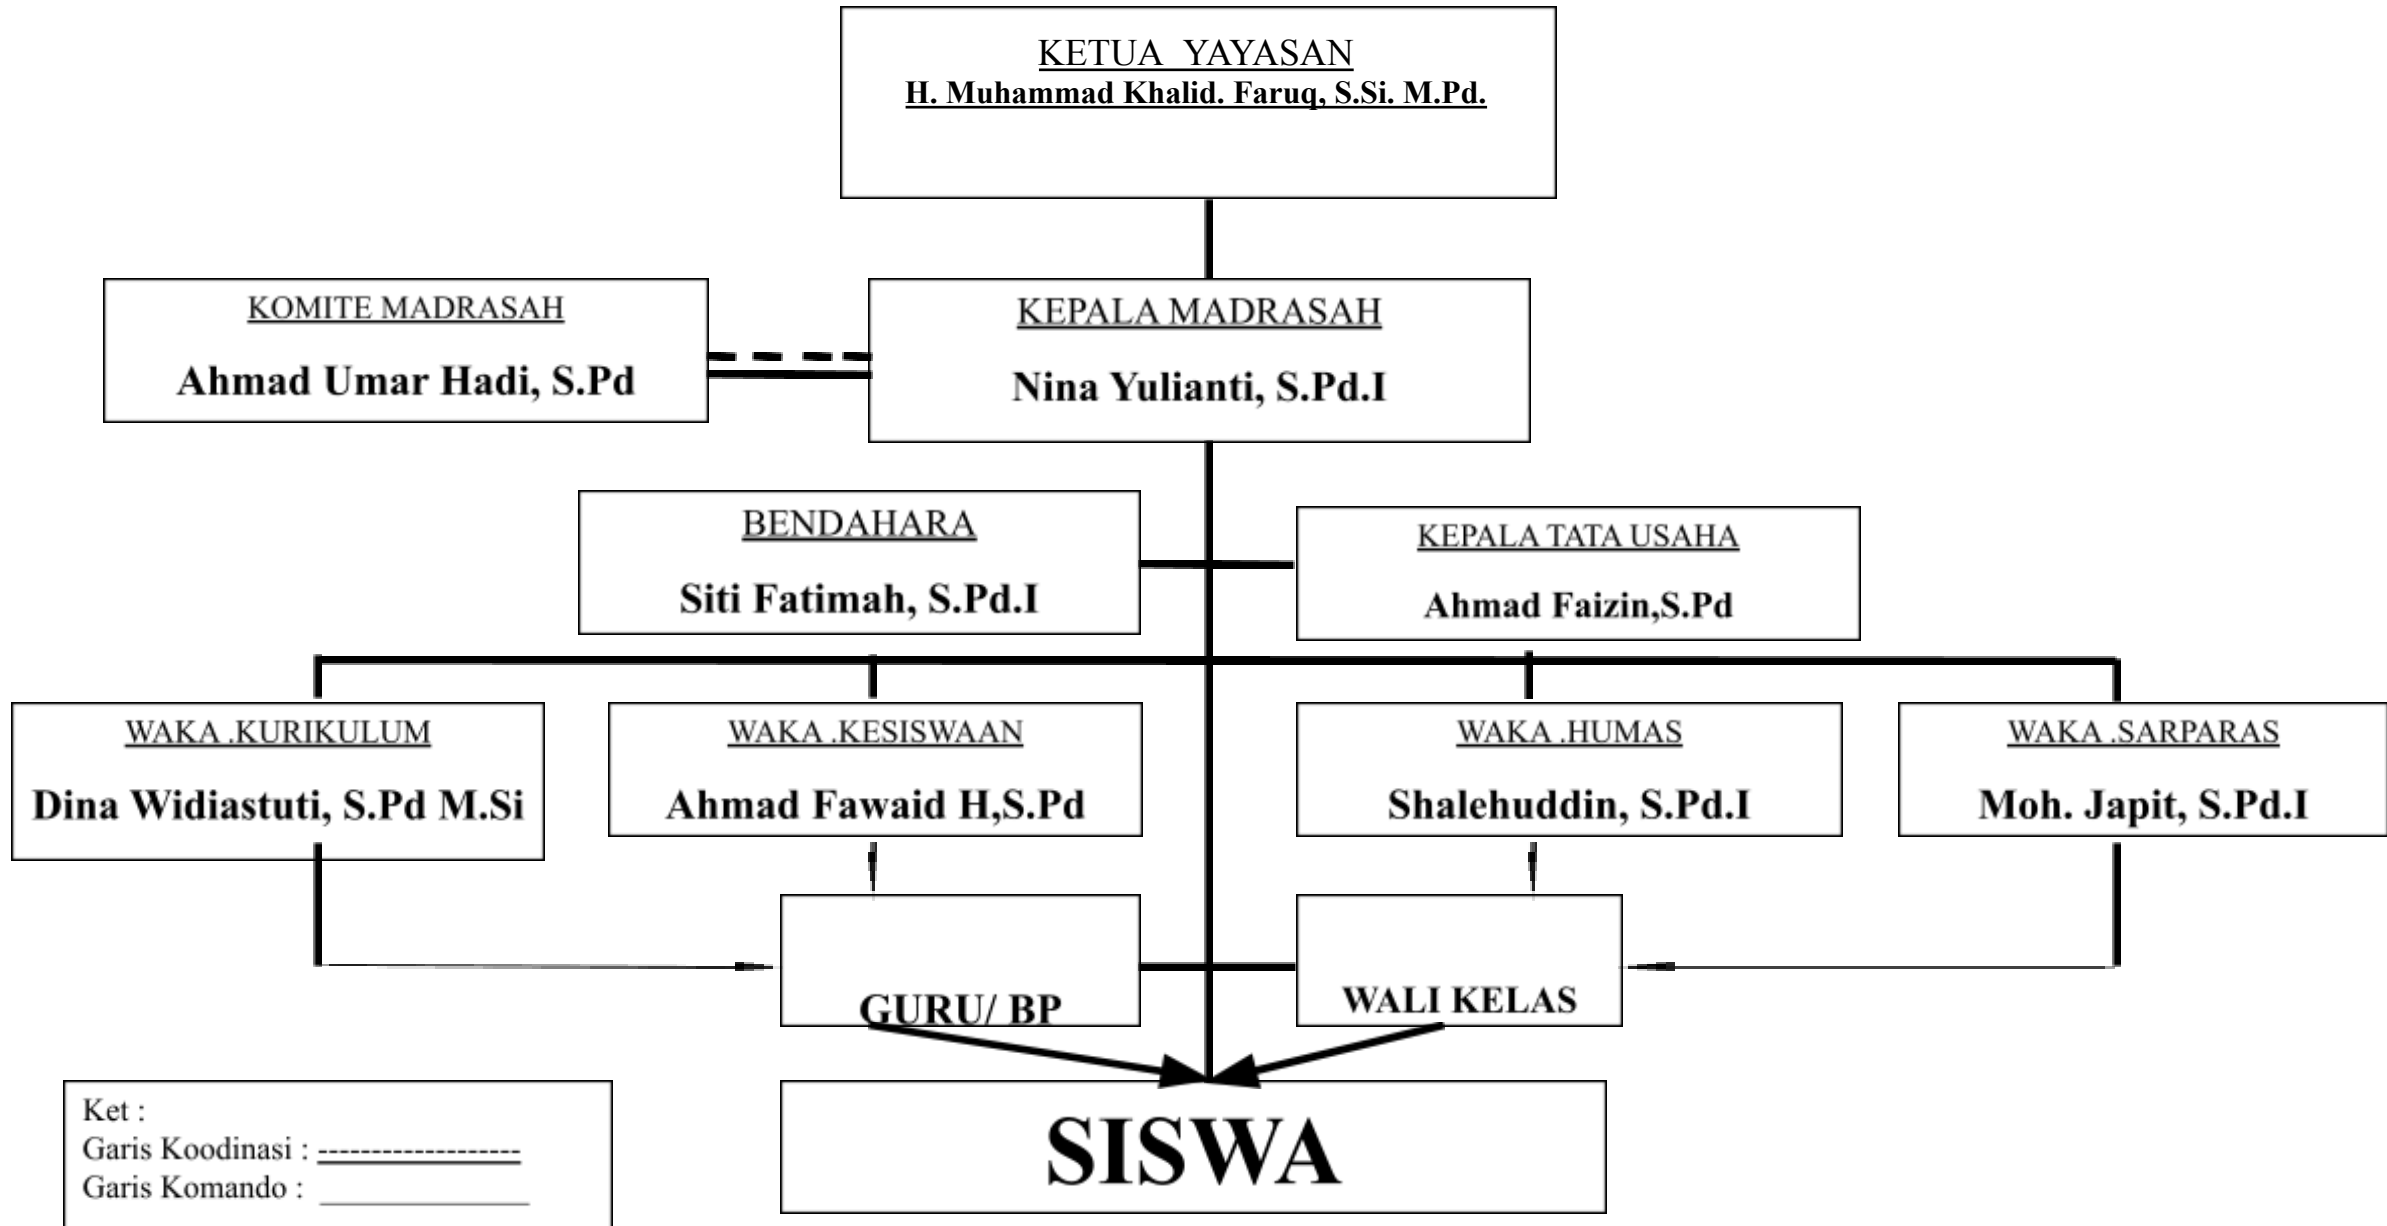 KETUA YAYASAN
H. Muhammad Khalid. Faruq, S.Si. M.Pd.
KOMITE MADRASAH
Ahmad Umar Hadi, S.Pd
KEPALA MADRASAH
Nina Yulianti, S.Pd.I
BENDAHARA
Siti Fatimah, S.Pd.I
KEPALA TATA USAHA
Ahmad Faizin,S.Pd
WAKA .KURIKULUM
Dina Widiastuti, S.Pd M.Si
WAKA .KESISWAAN
Ahmad Fawaid H,S.Pd
WAKA .HUMAS
Shalehuddin, S.Pd.I
WAKA .SARPARAS
Moh. Japit, S.Pd.I
GURU/ BP
WALI KELAS
SISWA
Ket :
Garis Koodinasi : -------------------
Garis Komando : _____________